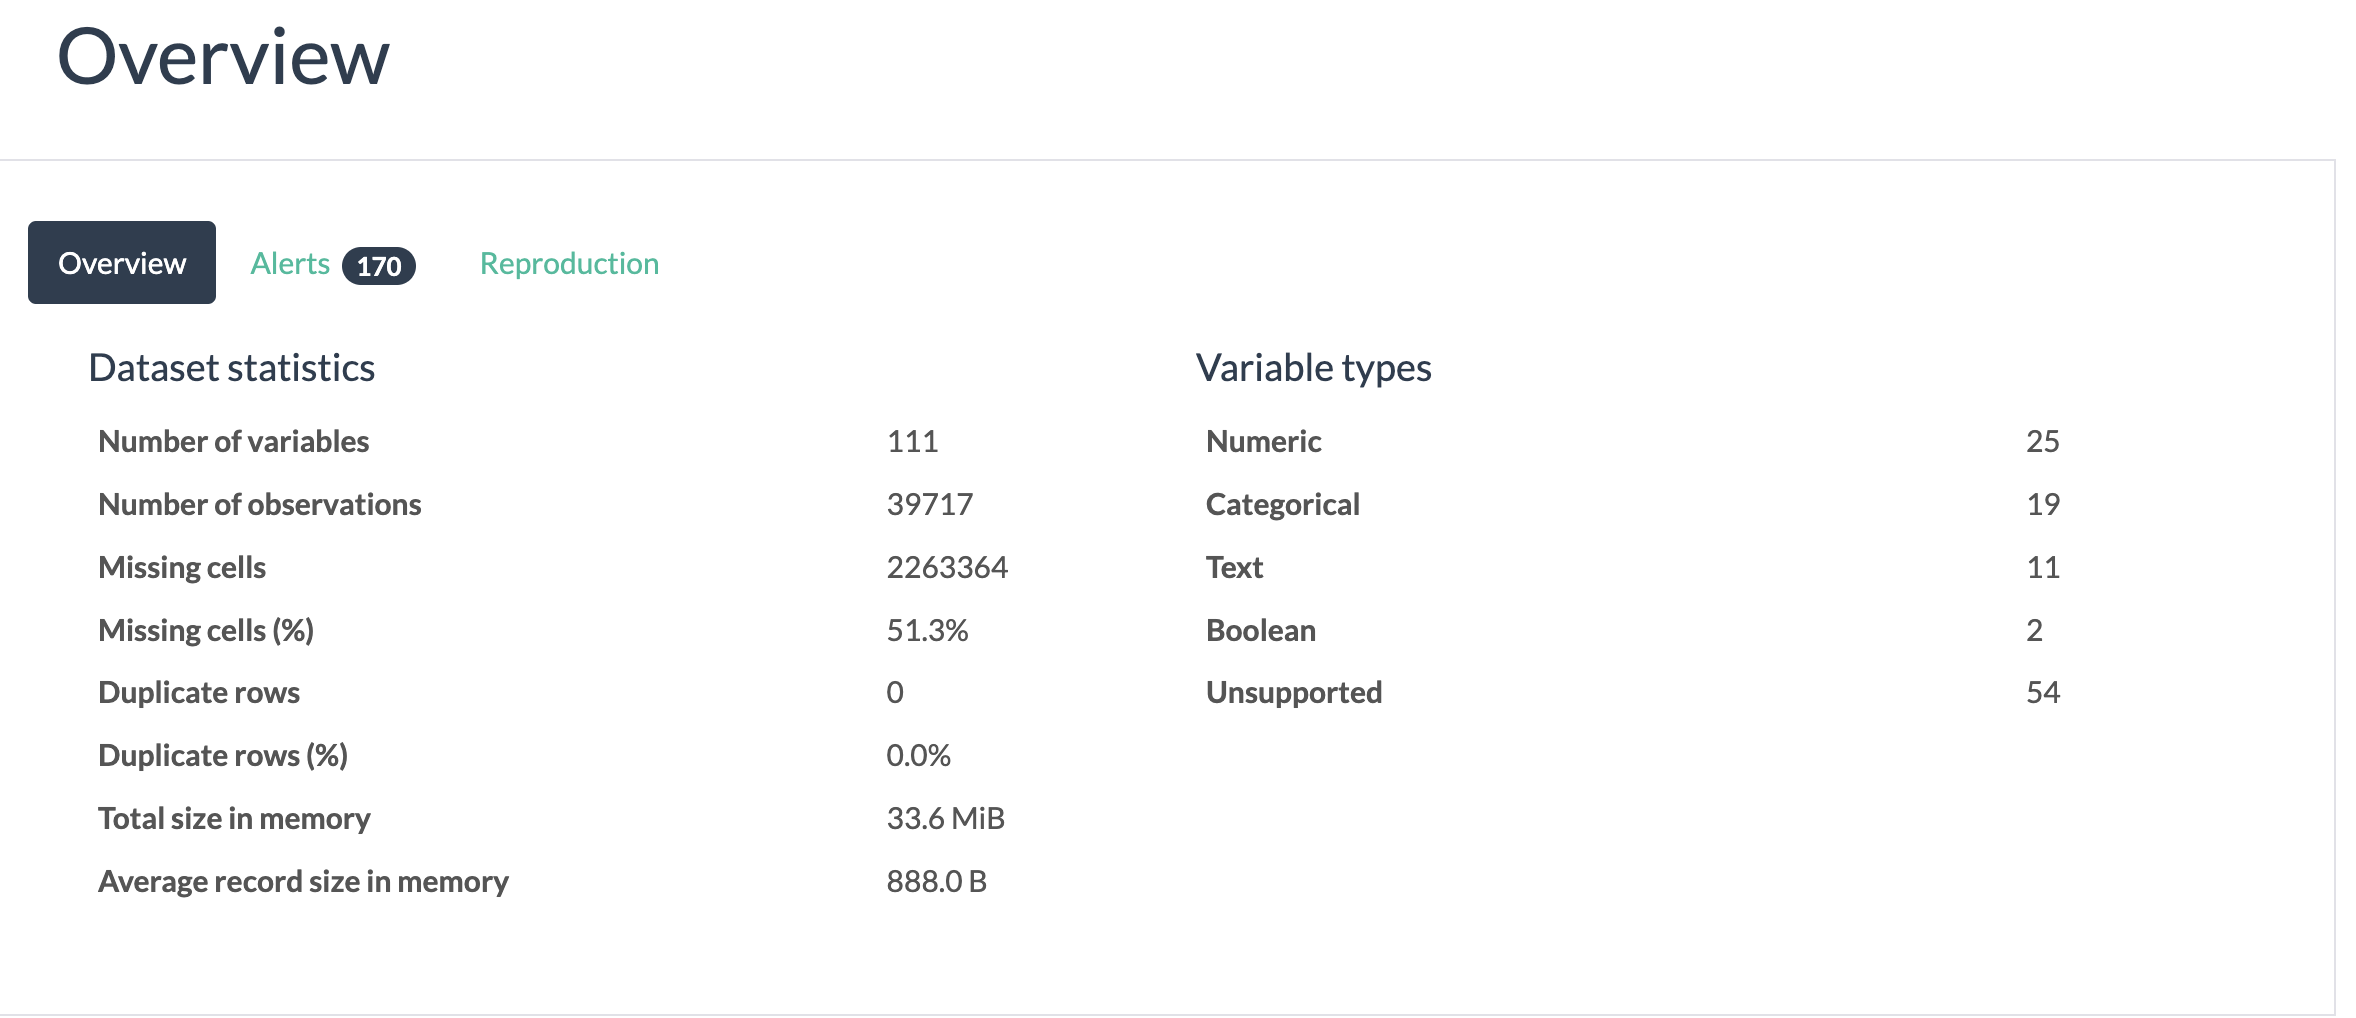 Overview
Overview
Alerts 170
Reproduction
Dataset statistics
Number of variables 111
Number of observations 39717
Missing cells 2263364
Missing cells (%) 51.3%
Duplicate rows 0
Duplicate rows (%) 0.0%
Total size in memory 33.6 MiB
Average record size in memory 888.0 B
Variable types
Numeric 25
Categorical 19
Text 11
Boolean 2
Unsupported 54